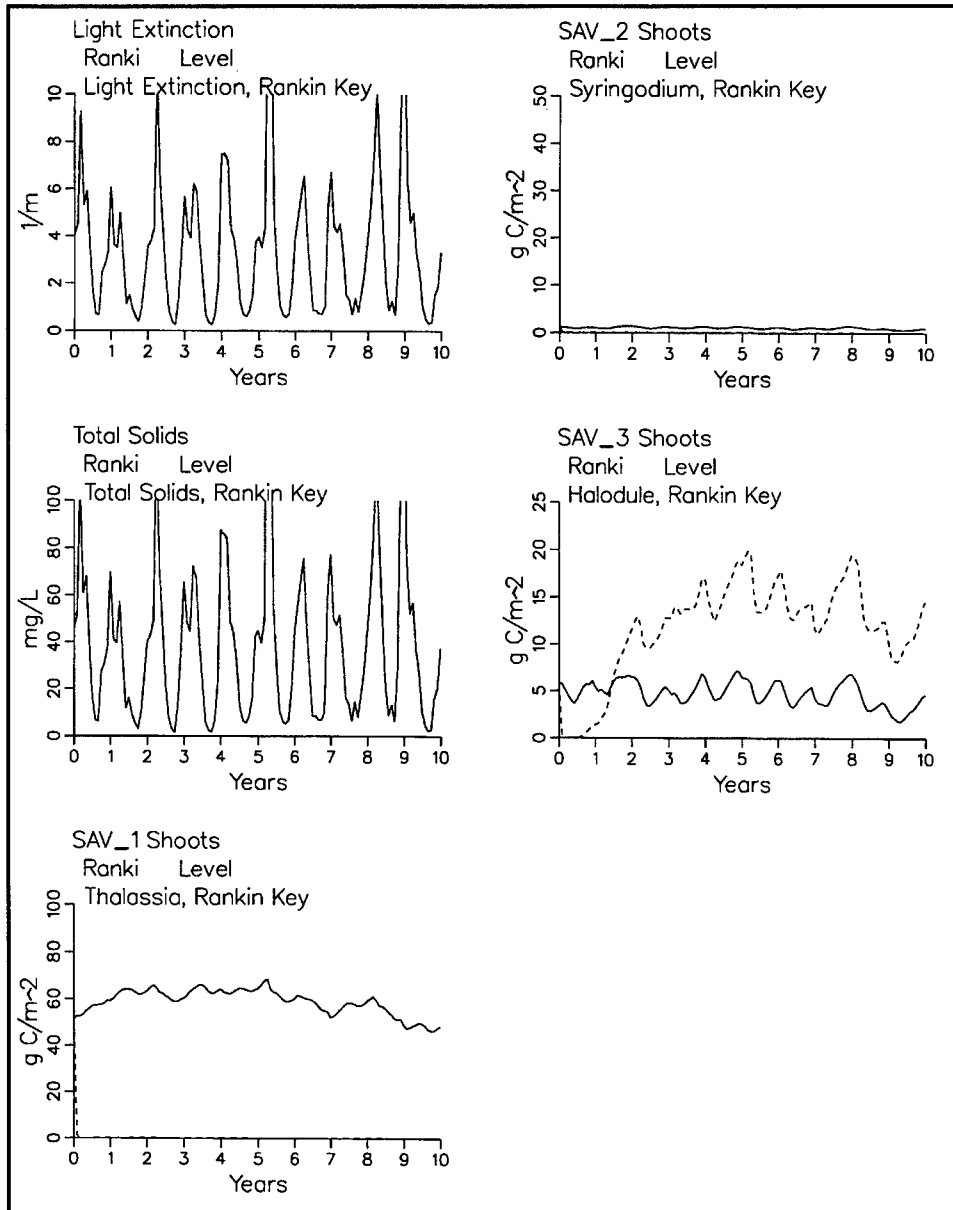 Light Extinction
Ranki Level
Light Extinction, Rankin Key
10
8
6
4
2
0
1/m
0 1 2 3 4 5 6 7 8 9 10
Years
SAV_2 Shoots
Ranki Level
Syringodium, Rankin Key
50
40
30
20
10
0
g C/m~2
0 1 2 3 4 5 6 7 8 9 10
Years
Total Solids
Ranki Level
Total Solids, Rankin Key
100
80
60
40
20
0
mg/L
0 1 2 3 4 5 6 7 8 9 10
Years
SAV_3 Shoots
Ranki Level
Halodule, Rankin Key
25
20
15
10
5
0
g C/m~2
0 1 2 3 4 5 6 7 8 9 10
Years
SAV_1 Shoots
Ranki Level
Thalassia, Rankin Key
100
80
60
40
20
0
g C/m~2
0 1 2 3 4 5 6 7 8 9 10
Years